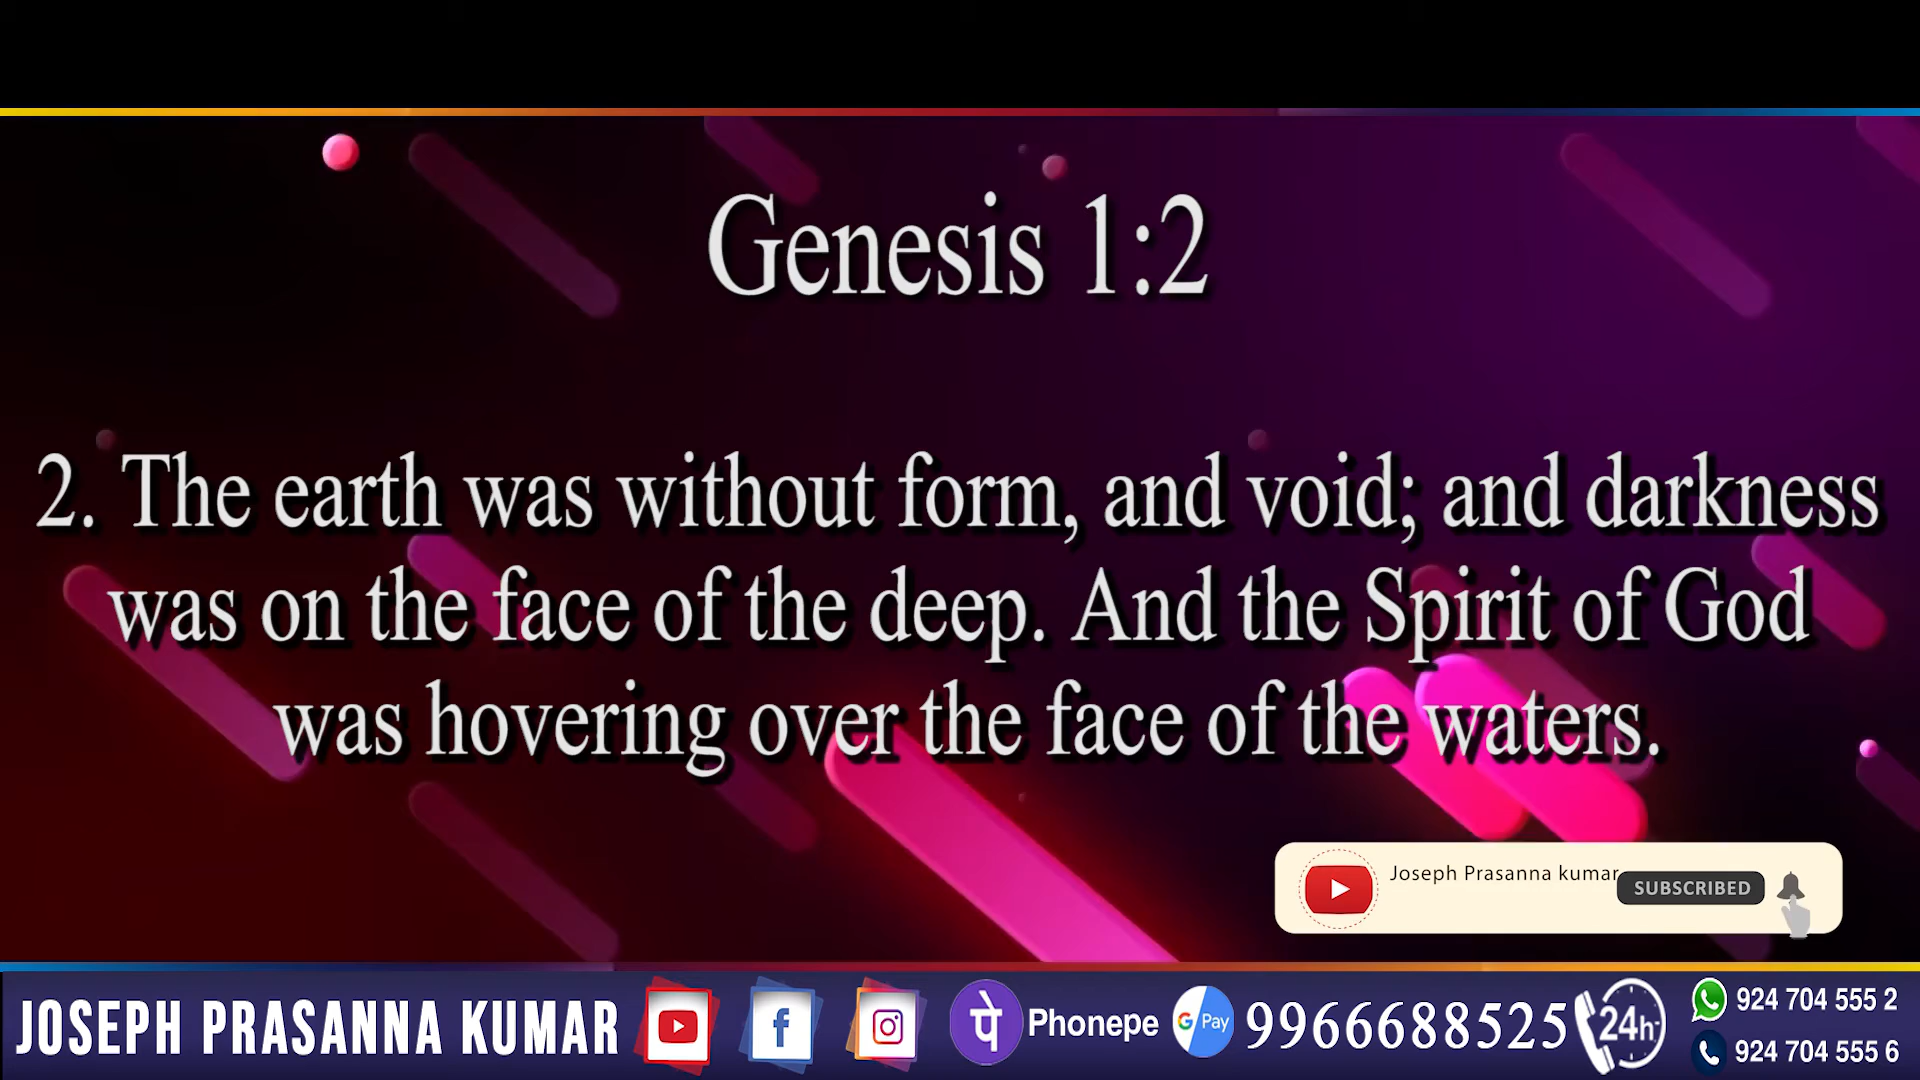 Genesis 1:2
2. The earth was without form, and void; and darkness
was on the face of the deep. And the Spirit of God
was hovering over the face of the waters.
Joseph Prasanna kumar
SUBSCRIBED
JOSEPH PRASANNA KUMAR
पे Phonepe
G Pay
9966688525
24h
924 704 555 2
924 704 555 6